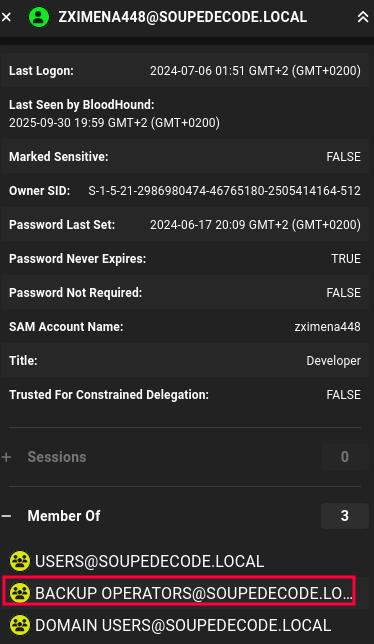 ZXIMENA448@SOUPEDECODE.LOCAL
Last Logon: 2024-07-06 01:51 GMT+2 (GMT+0200)
Last Seen by BloodHound:
2025-09-30 19:59 GMT+2 (GMT+0200)
Marked Sensitive: FALSE
Owner SID: S-1-5-21-2986980474-46765180-2505414164-512
Password Last Set: 2024-06-17 20:09 GMT+2 (GMT+0200)
Password Never Expires: TRUE
Password Not Required: FALSE
SAM Account Name: zximena448
Title: Developer
Trusted For Constrained Delegation: FALSE
Sessions 0
Member Of 3
USERS@SOUPEDECODE.LOCAL
BACKUP OPERATORS@SOUPEDECODE.LO...
DOMAIN USERS@SOUPEDECODE.LOCAL